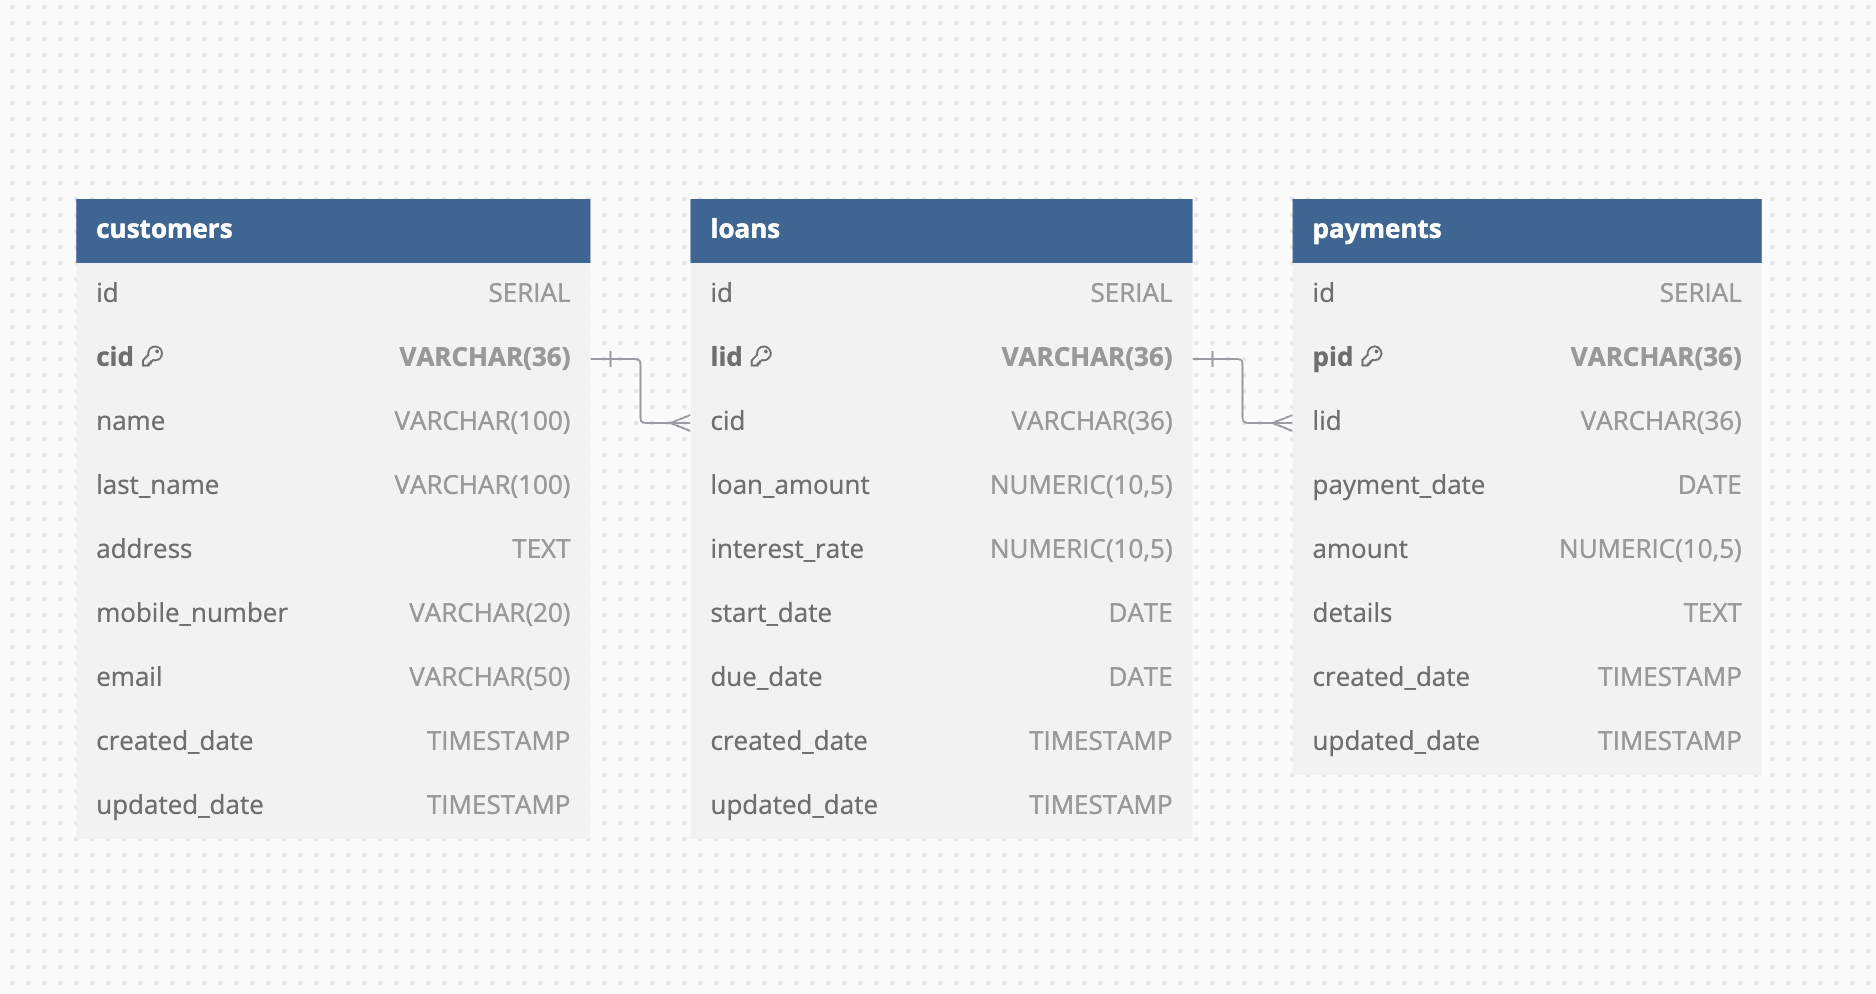 customers
id SERIAL
cid VARCHAR(36)
name VARCHAR(100)
last_name VARCHAR(100)
address TEXT
mobile_number VARCHAR(20)
email VARCHAR(50)
created_date TIMESTAMP
updated_date TIMESTAMP
loans
id SERIAL
lid VARCHAR(36)
cid VARCHAR(36)
loan_amount NUMERIC(10,5)
interest_rate NUMERIC(10,5)
start_date DATE
due_date DATE
created_date TIMESTAMP
updated_date TIMESTAMP
payments
id SERIAL
pid VARCHAR(36)
lid VARCHAR(36)
payment_date DATE
amount NUMERIC(10,5)
details TEXT
created_date TIMESTAMP
updated_date TIMESTAMP